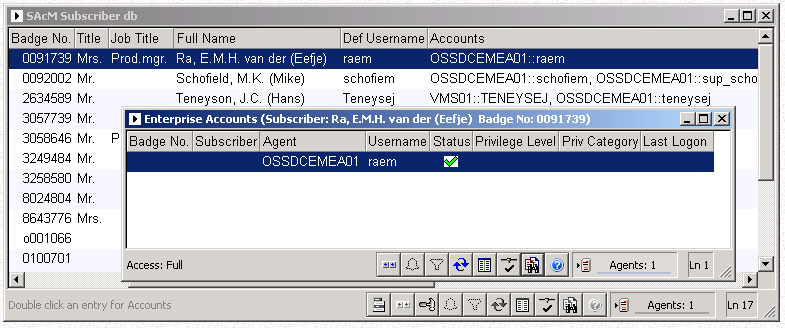 SAcM Subscriber db
Badge No. Title Job Title Full Name Def Username Accounts
0091739 Mrs. Prod.mgr. Ra, E.M.H. van der (Eefje) raem OSSDCEMEA01::raem
0092002 Mr. Schofield, M.K. (Mike) schofiem OSSDCEMEA01::schofiem, OSSDCEMEA01::sup_scho
2634589 Mr. Teneyson, J.C. (Hans) Teneysej VMS01::TENEYSEJ, OSSDCEMEA01::teneysej
3057739 Mr.
3058646 Mr. P
3249484 Mr.
3258580 Mr.
8024804 Mr.
8643776 Mrs.
o001066
0100701
Enterprise Accounts (Subscriber: Ra, E.M.H. van der (Eefje) Badge No: 0091739)
Badge No. Subscriber Agent Username Status Privilege Level Priv Category Last Logon
OSSDCEMEA01 raem
Access: Full Agents: 1 Ln 1
Double click an entry for Accounts Agents: 1 Ln 17